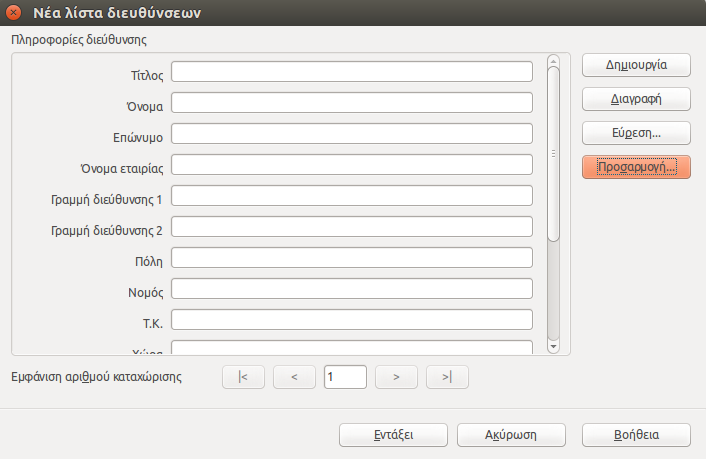 Νέα λίστα διευθύνσεων
Πληροφορίες διεύθυνσης
Τίτλος
Όνομα
Επώνυμο
Όνομα εταιρίας
Γραμμή διεύθυνσης 1
Γραμμή διεύθυνσης 2
Πόλη
Νομός
Τ.Κ.
Χώρα
Δημιουργία
Διαγραφή
Εύρεση...
Προσαρμογή...
Εμφάνιση αριθμού καταχώρισης |< < 1 > >|
Εντάξει Ακύρωση Βοήθεια